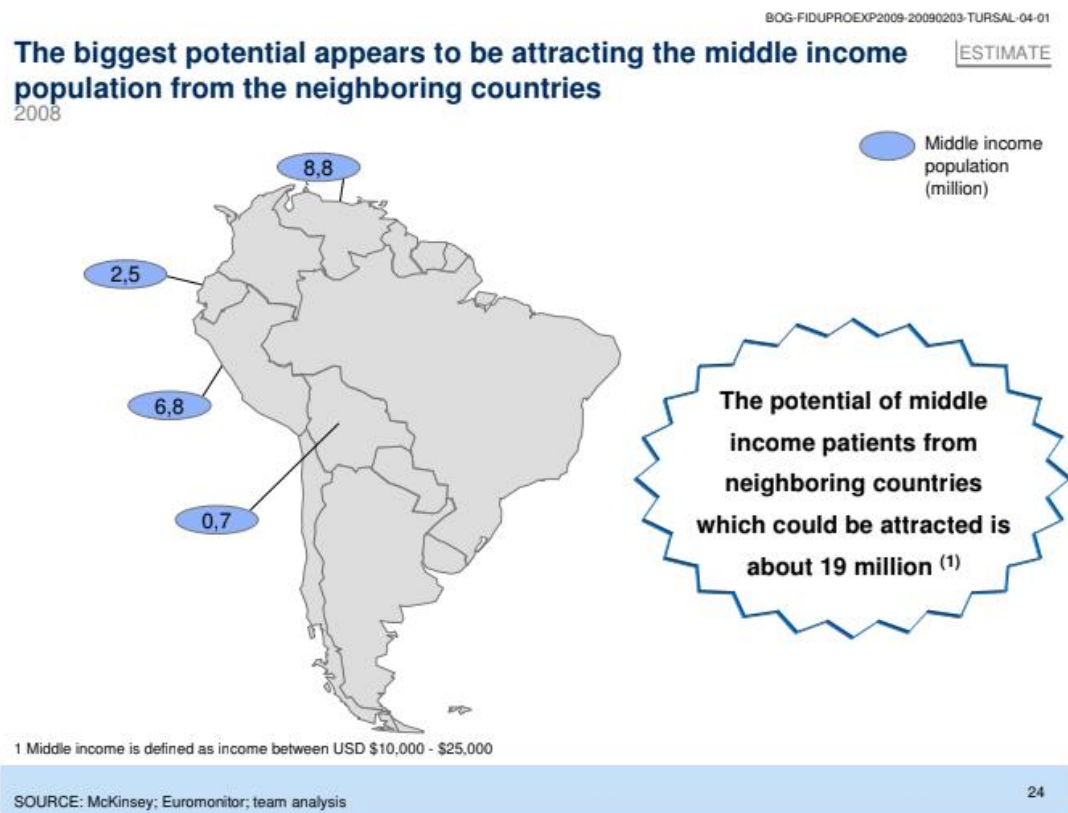 BOG-FIDUPROEXP2009-20090203-TURSAL-04-01
The biggest potential appears to be attracting the middle income
population from the neighboring countries
ESTIMATE
2008
Middle income
population
(million)
8,8
2,5
6,8
0,7
The potential of middle
income patients from
neighboring countries
which could be attracted is
about 19 million (1)
1 Middle income is defined as income between USD $10,000 - $25,000
SOURCE: McKinsey; Euromonitor; team analysis
24